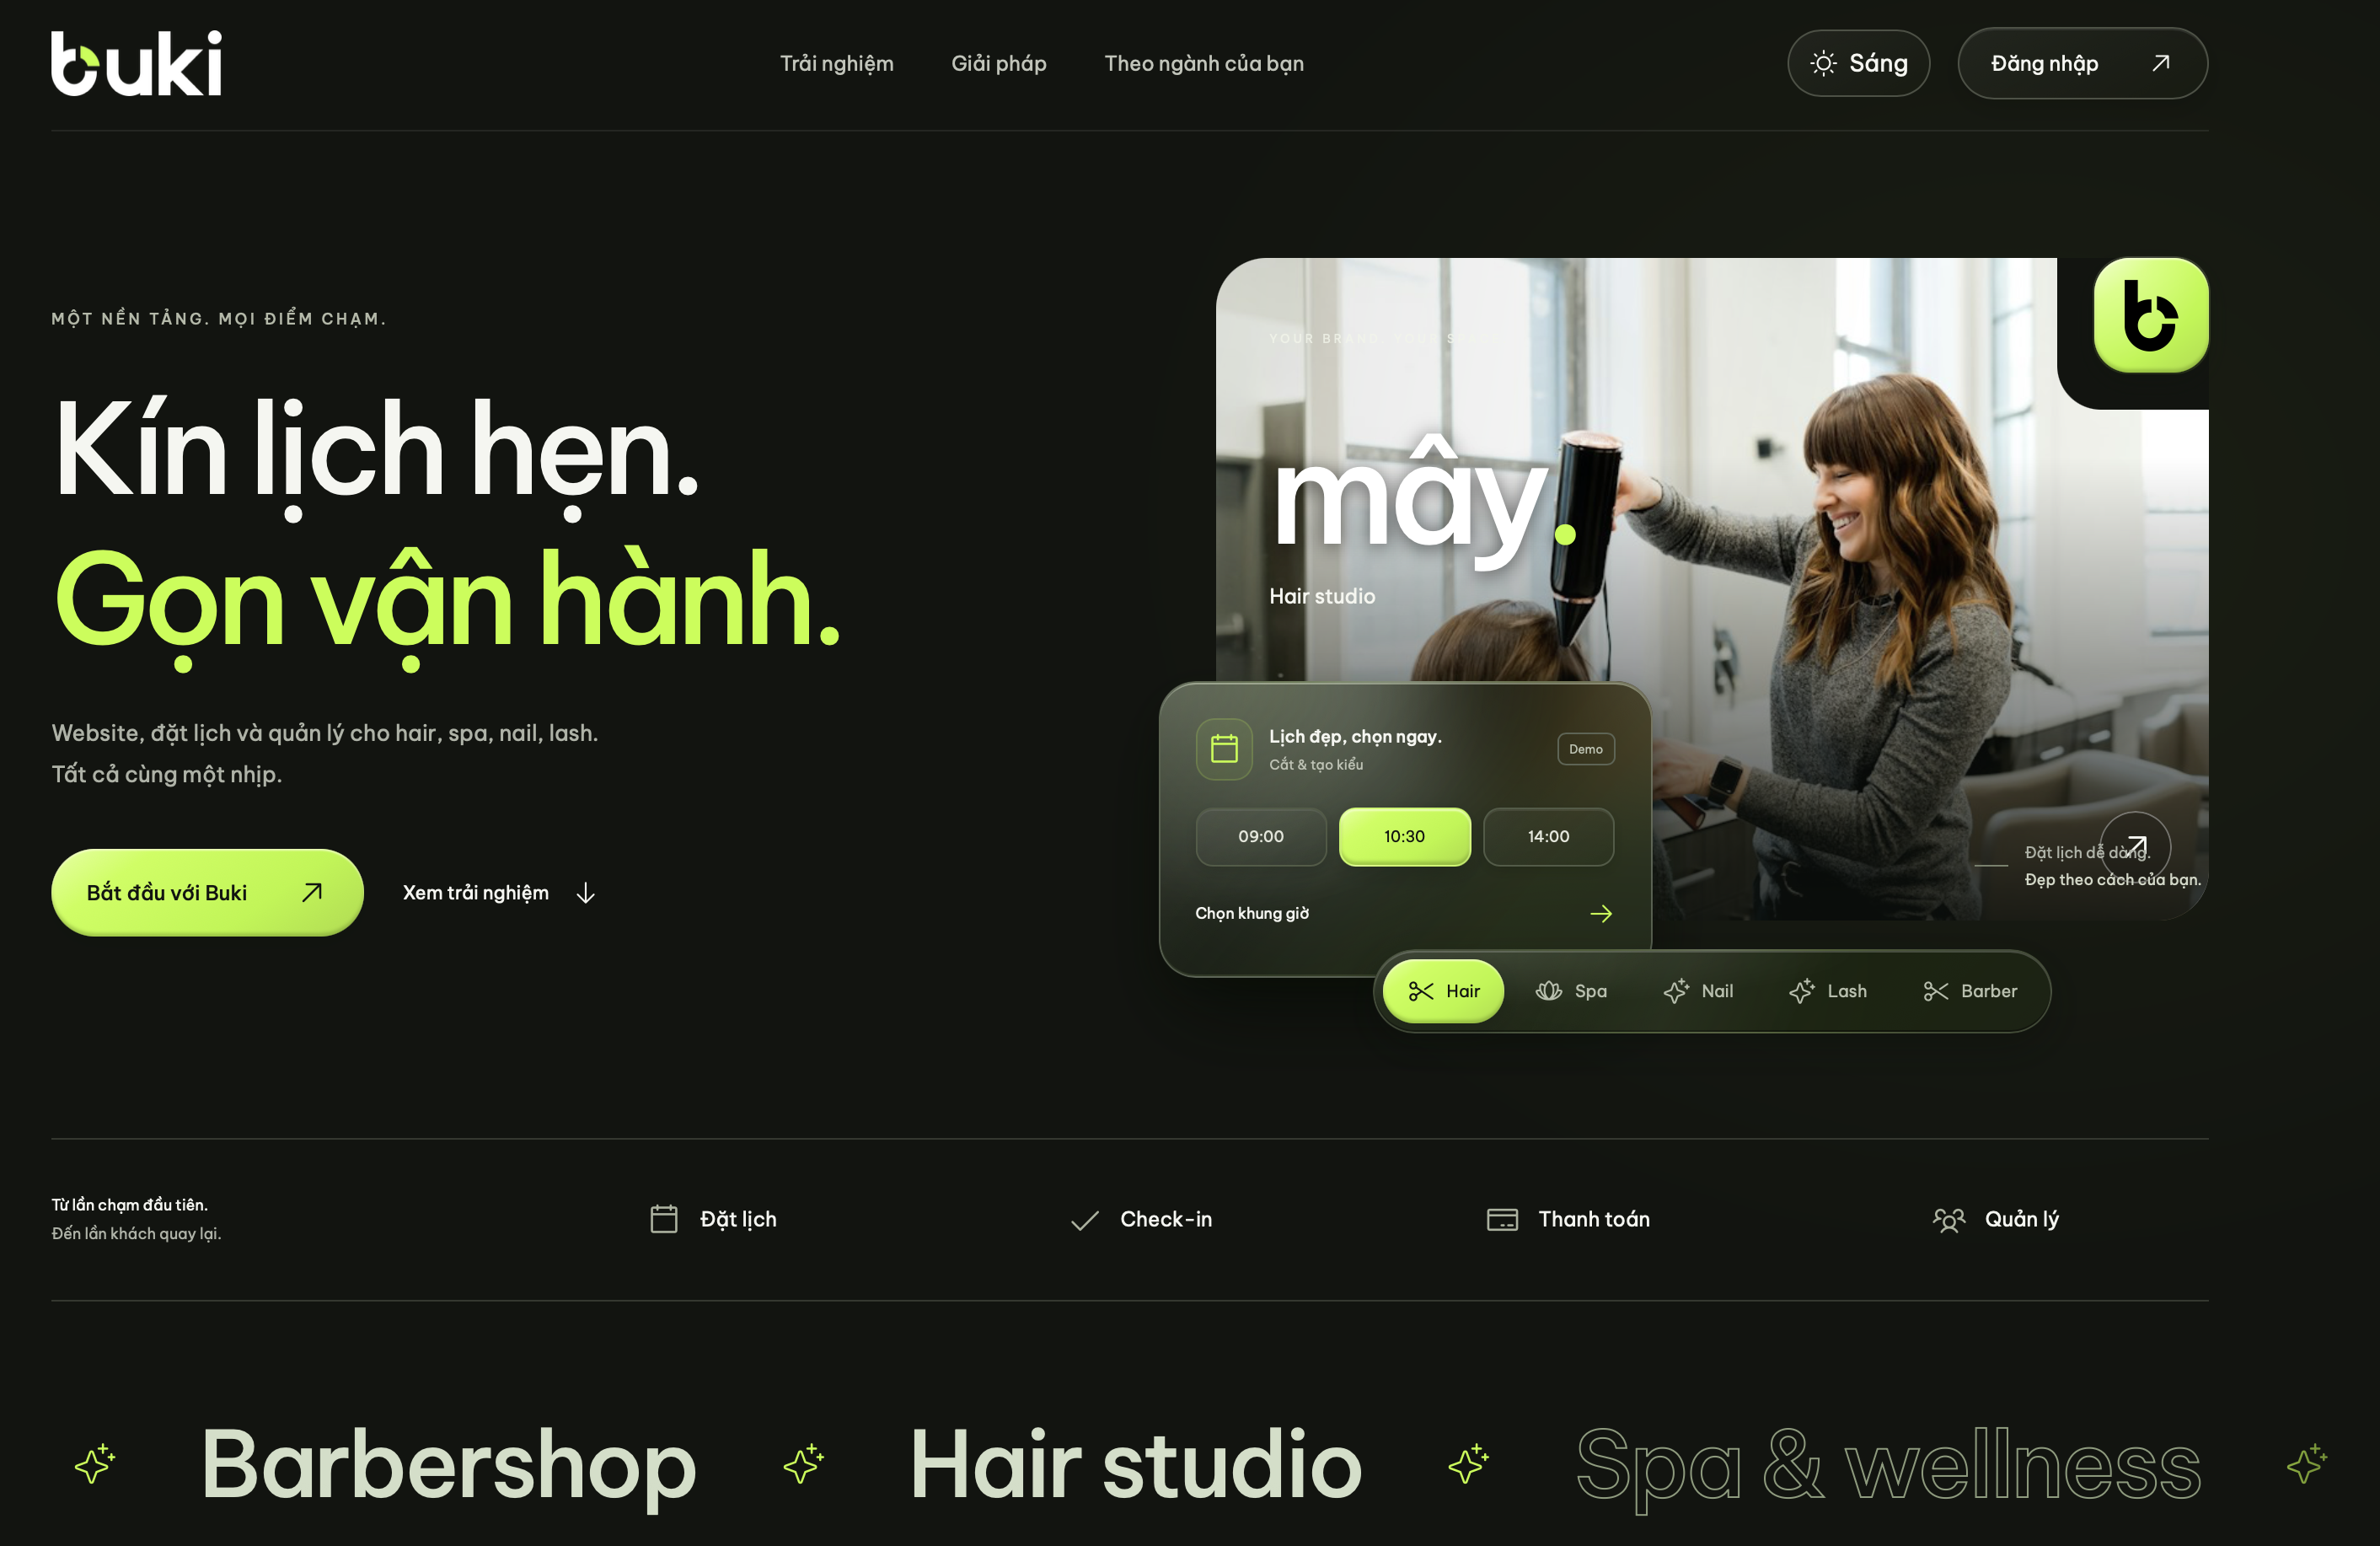 buki
Trải nghiệm
Giải pháp
Theo ngành của bạn
Sáng
Đăng nhập
MỘT NỀN TẢNG. MỌI ĐIỂM CHẠM.
Kín lịch hẹn.
Gọn vận hành.
Website, đặt lịch và quản lý cho hair, spa, nail, lash.
Tất cả cùng một nhịp.
Bắt đầu với Buki
Xem trải nghiệm
b
YOUR BRAND. YOUR
mây.
Hair studio
Lịch đẹp, chọn ngay.
Cắt & tạo kiểu
Demo
09:00
10:30
14:00
Chọn khung giờ
Đặt lịch dễ dàng.
Đẹp theo cách của bạn.
Hair
Spa
Nail
Lash
Barber
Từ lần chạm đầu tiên.
Đến lần khách quay lại.
Đặt lịch
Check-in
Thanh toán
Quản lý
Barbershop
Hair studio
Spa & wellness